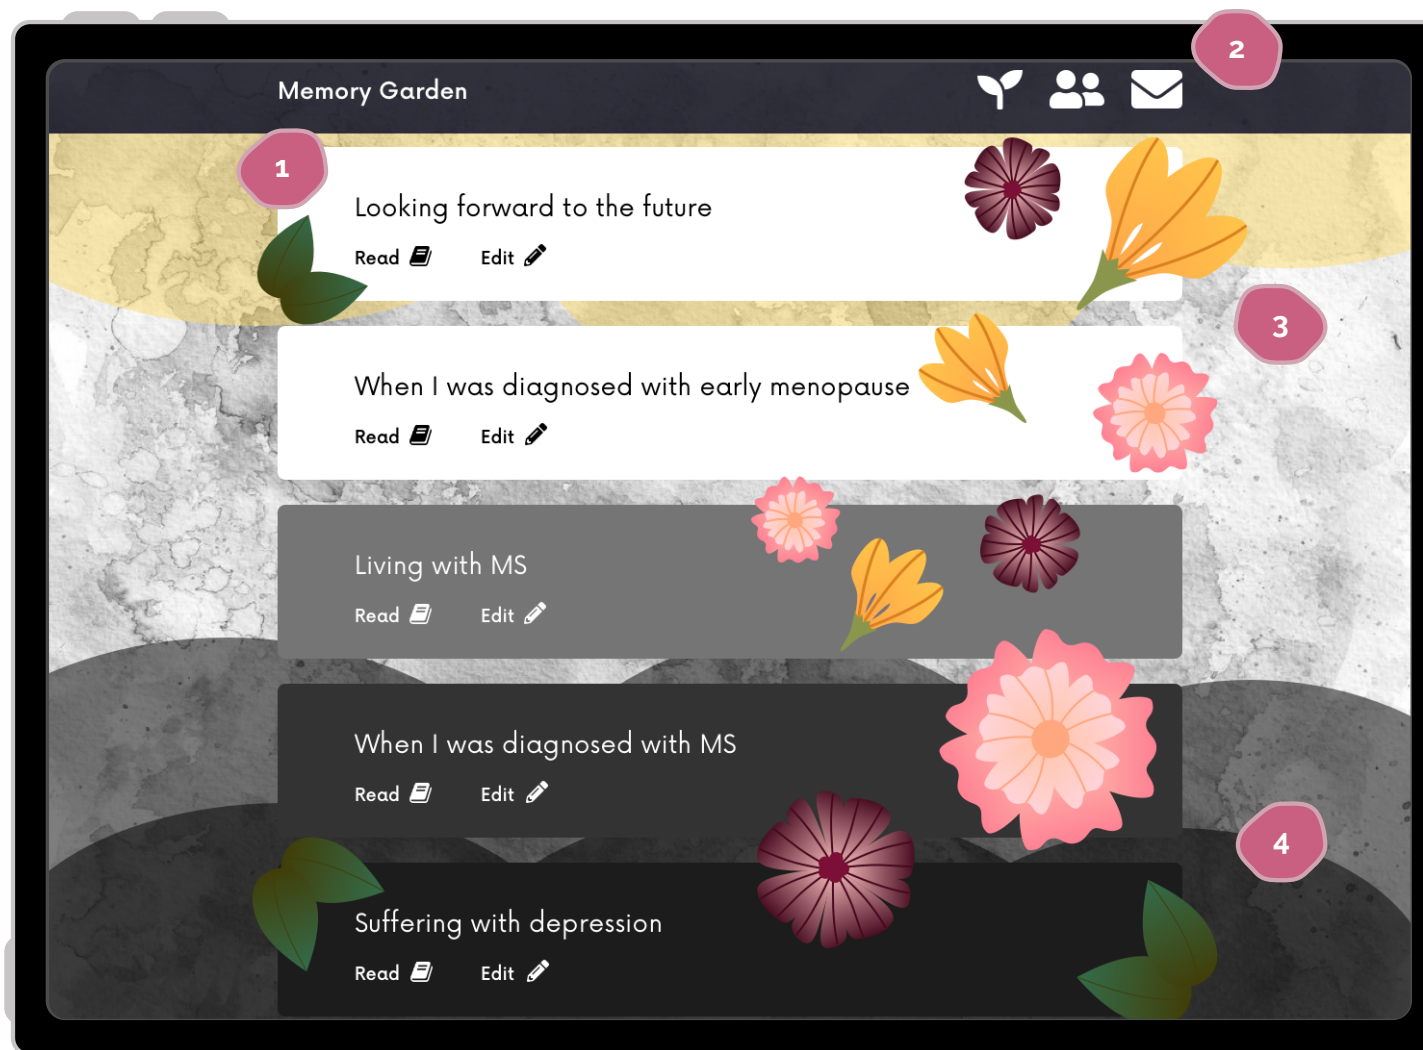 2
Memory Garden
1
Looking forward to the future
Read Edit
3
When I was diagnosed with early menopause
Read Edit
Living with MS
Read Edit
When I was diagnosed with MS
Read Edit
4
Suffering with depression
Read Edit